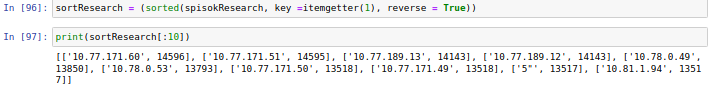 In [96]: sortResearch = (sorted(spisokResearch, key =itemgetter(1), reverse = True))
In [97]: print(sortResearch[:10])
[['10.77.171.60', 14596], ['10.77.171.51', 14595], ['10.77.189.13', 14143], ['10.77.189.12', 14143], ['10.78.0.49',
13850], ['10.78.0.53', 13793], ['10.77.171.50', 13518], ['10.77.171.49', 13518], ['5"', 13517], ['10.81.1.94', 1351
7]]